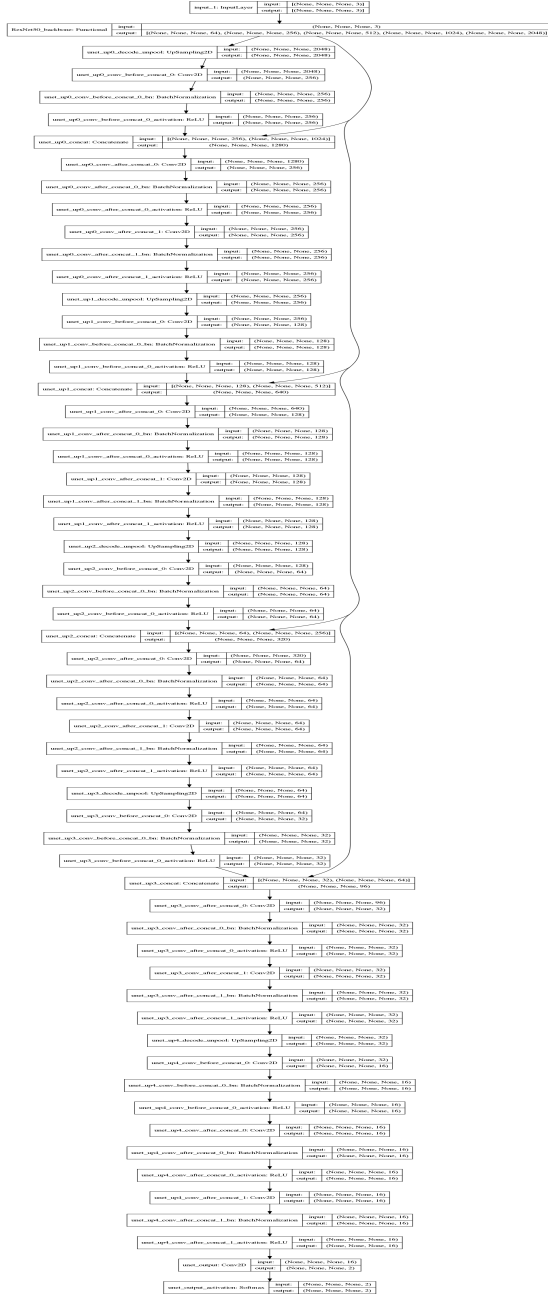 input_1: InputLayer input: [(None, None, None, 3)]
output: [(None, None, None, 3)]
ResNet50_backbone: Functional input: (None, None, None, 3)
output: [(None, None, None, 64), (None, None, None, 256), (None, None, None, 512), (None, None, None, 1024), (None, None, None, 2048)]
unet_up0_decode_unpool: UpSampling2D input: (None, None, None, 2048)
output: (None, None, None, 2048)
unet_up0_conv_before_concat_0: Conv2D input: (None, None, None, 2048)
output: (None, None, None, 256)
unet_up0_conv_before_concat_0_bn: BatchNormalization input: (None, None, None, 256)
output: (None, None, None, 256)
unet_up0_conv_before_concat_0_activation: ReLU input: (None, None, None, 256)
output: (None, None, None, 256)
unet_up0_concat: Concatenate input: [(None, None, None, 256), (None, None, None, 1024)]
output: (None, None, None, 1280)
unet_up0_conv_after_concat_0: Conv2D input: (None, None, None, 1280)
output: (None, None, None, 256)
unet_up0_conv_after_concat_0_bn: BatchNormalization input: (None, None, None, 256)
output: (None, None, None, 256)
unet_up0_conv_after_concat_0_activation: ReLU input: (None, None, None, 256)
output: (None, None, None, 256)
unet_up0_conv_after_concat_1: Conv2D input: (None, None, None, 256)
output: (None, None, None, 256)
unet_up0_conv_after_concat_1_bn: BatchNormalization input: (None, None, None, 256)
output: (None, None, None, 256)
unet_up0_conv_after_concat_1_activation: ReLU input: (None, None, None, 256)
output: (None, None, None, 256)
unet_up1_decode_unpool: UpSampling2D input: (None, None, None, 256)
output: (None, None, None, 256)
unet_up1_conv_before_concat_0: Conv2D input: (None, None, None, 256)
output: (None, None, None, 128)
unet_up1_conv_before_concat_0_bn: BatchNormalization input: (None, None, None, 128)
output: (None, None, None, 128)
unet_up1_conv_before_concat_0_activation: ReLU input: (None, None, None, 128)
output: (None, None, None, 128)
unet_up1_concat: Concatenate input: [(None, None, None, 128), (None, None, None, 512)]
output: (None, None, None, 640)
unet_up1_conv_after_concat_0: Conv2D input: (None, None, None, 640)
output: (None, None, None, 128)
unet_up1_conv_after_concat_0_bn: BatchNormalization input: (None, None, None, 128)
output: (None, None, None, 128)
unet_up1_conv_after_concat_0_activation: ReLU input: (None, None, None, 128)
output: (None, None, None, 128)
unet_up1_conv_after_concat_1: Conv2D input: (None, None, None, 128)
output: (None, None, None, 128)
unet_up1_conv_after_concat_1_bn: BatchNormalization input: (None, None, None, 128)
output: (None, None, None, 128)
unet_up1_conv_after_concat_1_activation: ReLU input: (None, None, None, 128)
output: (None, None, None, 128)
unet_up2_decode_unpool: UpSampling2D input: (None, None, None, 128)
output: (None, None, None, 128)
unet_up2_conv_before_concat_0: Conv2D input: (None, None, None, 128)
output: (None, None, None, 64)
unet_up2_conv_before_concat_0_bn: BatchNormalization input: (None, None, None, 64)
output: (None, None, None, 64)
unet_up2_conv_before_concat_0_activation: ReLU input: (None, None, None, 64)
output: (None, None, None, 64)
unet_up2_concat: Concatenate input: [(None, None, None, 64), (None, None, None, 256)]
output: (None, None, None, 320)
unet_up2_conv_after_concat_0: Conv2D input: (None, None, None, 320)
output: (None, None, None, 64)
unet_up2_conv_after_concat_0_bn: BatchNormalization input: (None, None, None, 64)
output: (None, None, None, 64)
unet_up2_conv_after_concat_0_activation: ReLU input: (None, None, None, 64)
output: (None, None, None, 64)
unet_up2_conv_after_concat_1: Conv2D input: (None, None, None, 64)
output: (None, None, None, 64)
unet_up2_conv_after_concat_1_bn: BatchNormalization input: (None, None, None, 64)
output: (None, None, None, 64)
unet_up2_conv_after_concat_1_activation: ReLU input: (None, None, None, 64)
output: (None, None, None, 64)
unet_up3_decode_unpool: UpSampling2D input: (None, None, None, 64)
output: (None, None, None, 64)
unet_up3_conv_before_concat_0: Conv2D input: (None, None, None, 64)
output: (None, None, None, 32)
unet_up3_conv_before_concat_0_bn: BatchNormalization input: (None, None, None, 32)
output: (None, None, None, 32)
unet_up3_conv_before_concat_0_activation: ReLU input: (None, None, None, 32)
output: (None, None, None, 32)
unet_up3_concat: Concatenate input: [(None, None, None, 32), (None, None, None, 64)]
output: (None, None, None, 96)
unet_up3_conv_after_concat_0: Conv2D input: (None, None, None, 96)
output: (None, None, None, 32)
unet_up3_conv_after_concat_0_bn: BatchNormalization input: (None, None, None, 32)
output: (None, None, None, 32)
unet_up3_conv_after_concat_0_activation: ReLU input: (None, None, None, 32)
output: (None, None, None, 32)
unet_up3_conv_after_concat_1: Conv2D input: (None, None, None, 32)
output: (None, None, None, 32)
unet_up3_conv_after_concat_1_bn: BatchNormalization input: (None, None, None, 32)
output: (None, None, None, 32)
unet_up3_conv_after_concat_1_activation: ReLU input: (None, None, None, 32)
output: (None, None, None, 32)
unet_up4_decode_unpool: UpSampling2D input: (None, None, None, 32)
output: (None, None, None, 32)
unet_up4_conv_before_concat_0: Conv2D input: (None, None, None, 32)
output: (None, None, None, 16)
unet_up4_conv_before_concat_0_bn: BatchNormalization input: (None, None, None, 16)
output: (None, None, None, 16)
unet_up4_conv_before_concat_0_activation: ReLU input: (None, None, None, 16)
output: (None, None, None, 16)
unet_up4_conv_after_concat_0: Conv2D input: (None, None, None, 16)
output: (None, None, None, 16)
unet_up4_conv_after_concat_0_bn: BatchNormalization input: (None, None, None, 16)
output: (None, None, None, 16)
unet_up4_conv_after_concat_0_activation: ReLU input: (None, None, None, 16)
output: (None, None, None, 16)
unet_up4_conv_after_concat_1: Conv2D input: (None, None, None, 16)
output: (None, None, None, 16)
unet_up4_conv_after_concat_1_bn: BatchNormalization input: (None, None, None, 16)
output: (None, None, None, 16)
unet_up4_conv_after_concat_1_activation: ReLU input: (None, None, None, 16)
output: (None, None, None, 16)
unet_output: Conv2D input: (None, None, None, 16)
output: (None, None, None, 2)
unet_output_activation: Softmax input: (None, None, None, 2)
output: (None, None, None, 2)